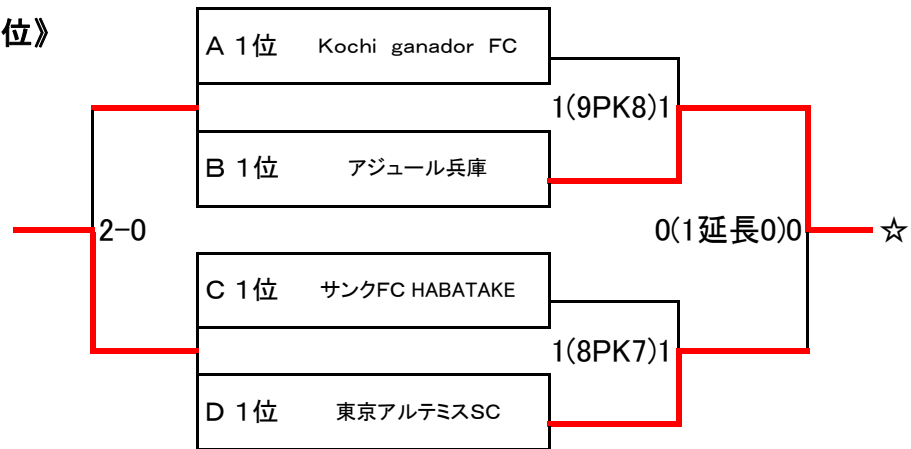 位》
A 1位 Kochi ganador FC
1(9PK8)1
B 1位 アジュール兵庫
2-0
0(1延長0)0 ☆
C 1位 サンクFC HABATAKE
1(8PK7)1
D 1位 東京アルテミスSC